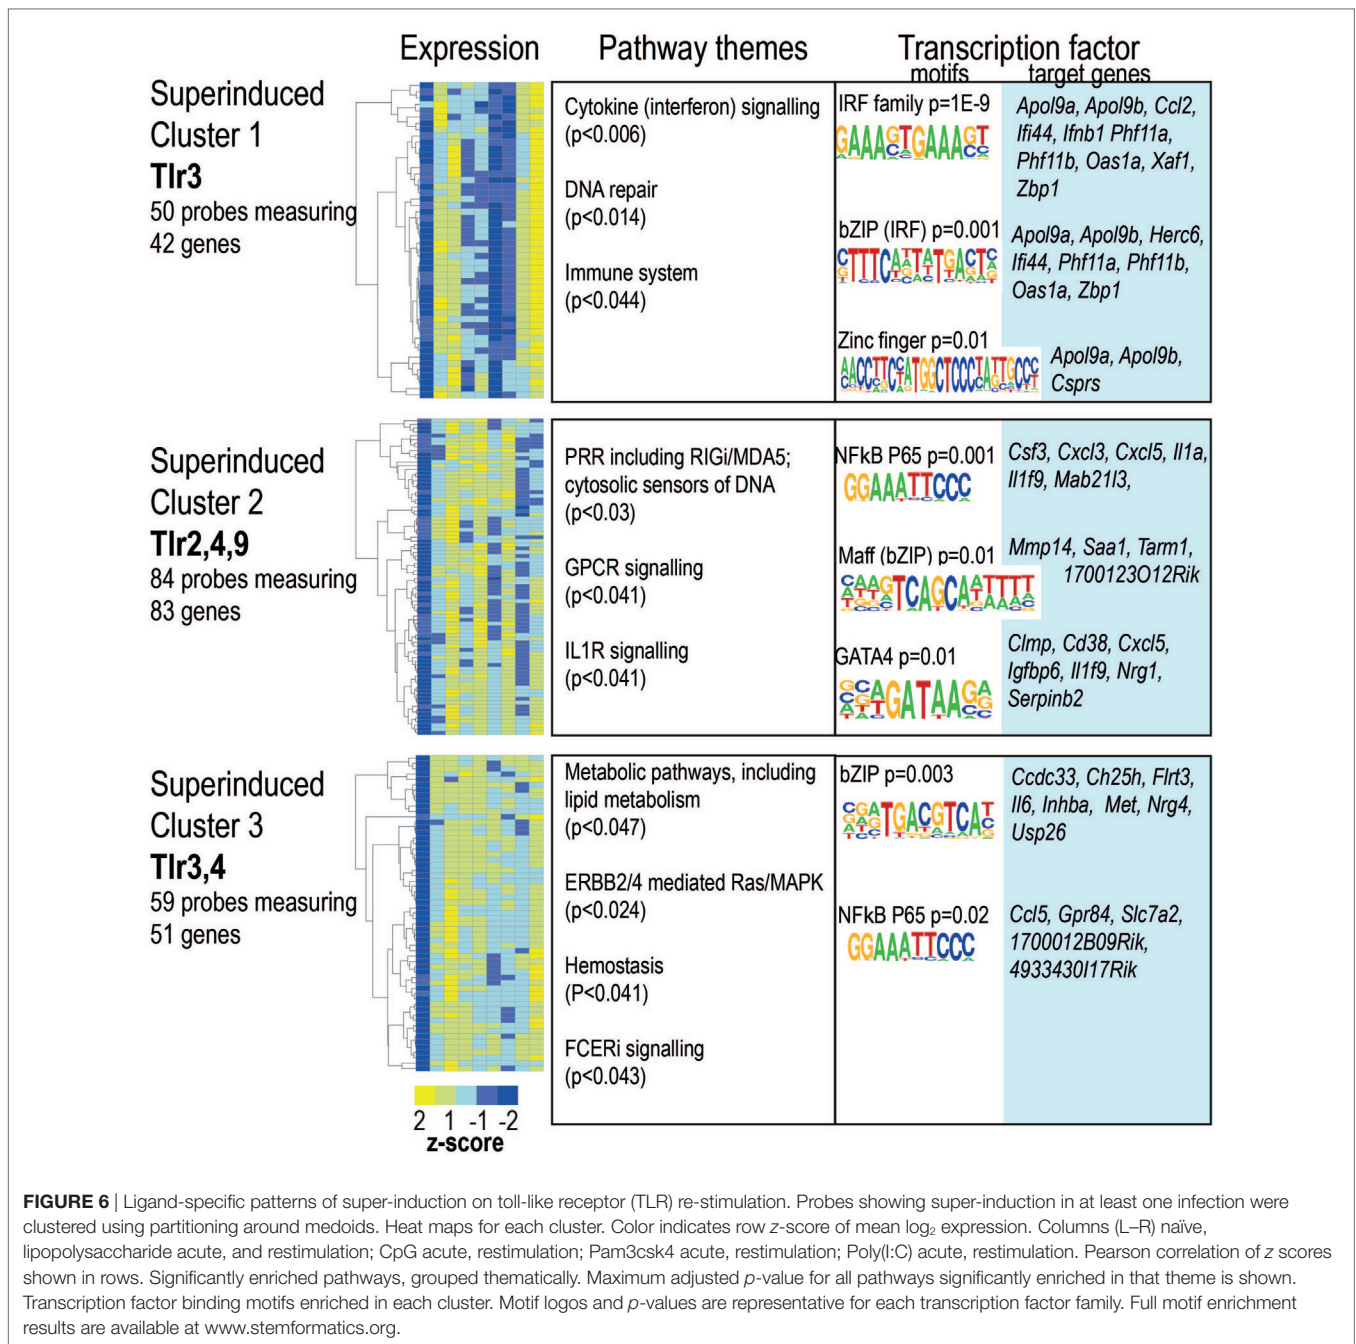 Expression
Pathway themes
Transcription factor
motifs
target genes
Superinduced
Cluster 1
Tlr3
50 probes measuring
42 genes
Cytokine (interferon) signalling
(p<0.006)
DNA repair
(p<0.014)
Immune system
(p<0.044)
IRF family p=1E-9
GAAAGTGAAAGT
Apol9a, Apol9b, Ccl2,
Ifi44, Ifnb1 Phf11a,
Phf11b, Oas1a, Xaf1,
Zbp1
bZIP (IRF) p=0.001
Apol9a, Apol9b, Herc6,
Ifi44, Phf11a, Phf11b,
Oas1a, Zbp1
Zinc finger p=0.01
Apol9a, Apol9b,
Csprs
Superinduced
Cluster 2
Tlr2,4,9
84 probes measuring
83 genes
PRR including RIGi/MDA5;
cytosolic sensors of DNA
(p<0.03)
GPCR signalling
(p<0.041)
IL1R signalling
(p<0.041)
NFkB P65 p=0.001
GGAAATTCCC
Csf3, Cxcl3, Cxcl5, Il1a,
Il1f9, Mab21l3,
Maff (bZIP) p=0.01
Mmp14, Saa1, Tarm1,
1700123O12Rik
GATA4 p=0.01
Clmp, Cd38, Cxcl5,
Igfbp6, Il1f9, Nrg1,
Serpinb2
Superinduced
Cluster 3
Tlr3,4
59 probes measuring
51 genes
Metabolic pathways, including
lipid metabolism
(p<0.047)
ERBB2/4 mediated Ras/MAPK
(p<0.024)
Hemostasis
(P<0.041)
FCERi signalling
(p<0.043)
bZIP p=0.003
Ccdc33, Ch25h, Flrt3,
Il6, Inhba, Met, Nrg4,
Usp26
NFkB P65 p=0.02
GGAAATTCCC
Ccl5, Gpr84, Slc7a2,
1700012B09Rik,
4933430I17Rik
2 1 -1 -2
z-score
FIGURE 6 | Ligand-specific patterns of super-induction on toll-like receptor (TLR) re-stimulation. Probes showing super-induction in at least one infection were
clustered using partitioning around medoids. Heat maps for each cluster. Color indicates row z-score of mean log₂ expression. Columns (L–R) naïve,
lipopolysaccharide acute, and restimulation; CpG acute, restimulation; Pam3csk4 acute, restimulation; Poly(I:C) acute, restimulation. Pearson correlation of z scores
shown in rows. Significantly enriched pathways, grouped thematically. Maximum adjusted p-value for all pathways significantly enriched in that theme is shown.
Transcription factor binding motifs enriched in each cluster. Motif logos and p-values are representative for each transcription factor family. Full motif enrichment
results are available at www.stemformatics.org.